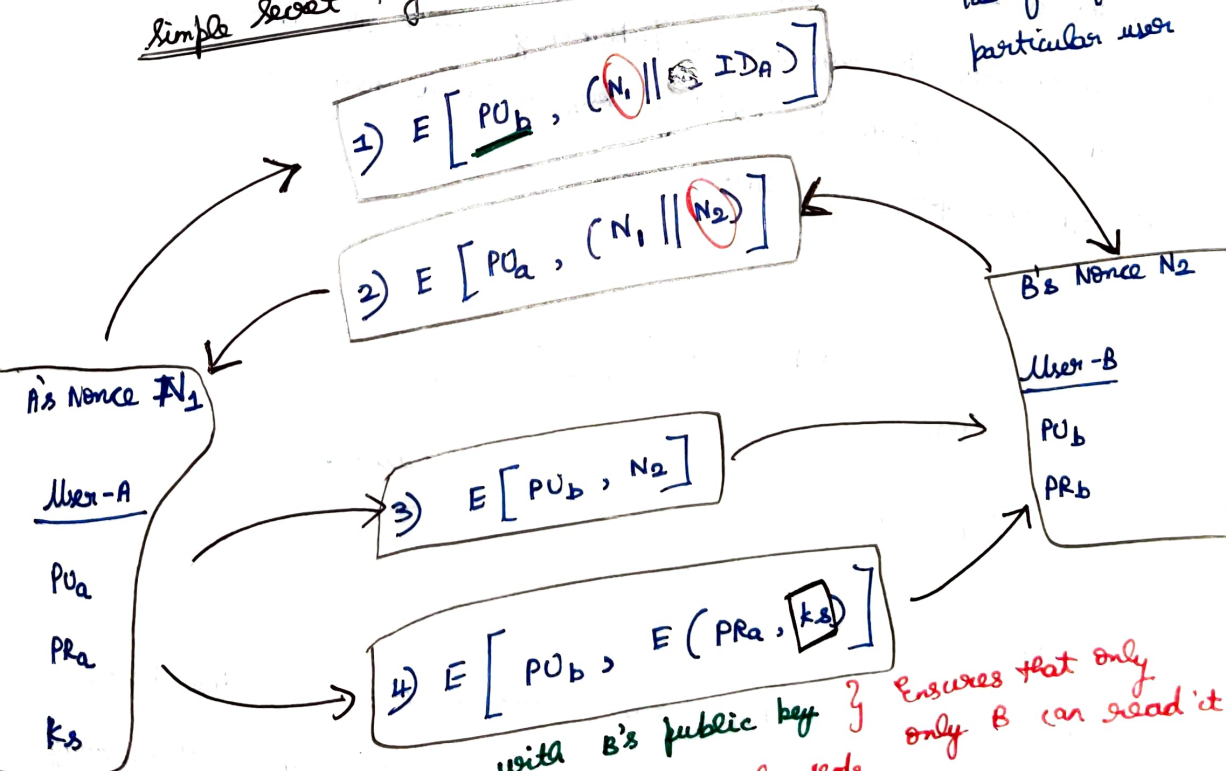 simple secret
particular user
1) E [ PUb , (N1 || IDA ) ]
2) E [ PUa , (N1 || N2) ]
B's Nonce N2
User-B
PUb
PRb
A's Nonce N1
User-A
PUa
PRa
ks
3) E [ PUb , N2 ]
4) E [ PUb , E ( PRa , ks) ]
with B's public key } Ensures that only
only B can read it